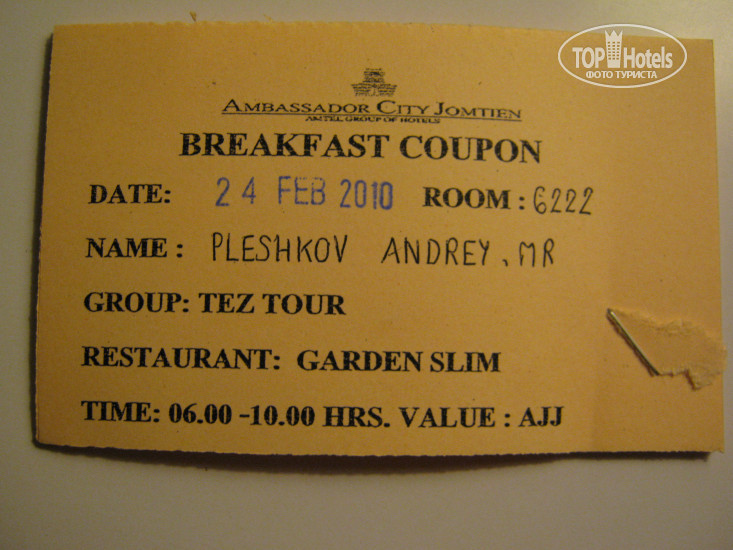 TOP Hotels
ФОТО ТУРИСТА
AMBASSADOR CITY JOMTIEN
AMTEL GROUP OF HOTELS
BREAKFAST COUPON
DATE: 24 FEB 2010 ROOM : 6222
NAME : PLESHKOV ANDREY, MR
GROUP: TEZ TOUR
RESTAURANT: GARDEN SLIM
TIME: 06.00 -10.00 HRS. VALUE : AJJ